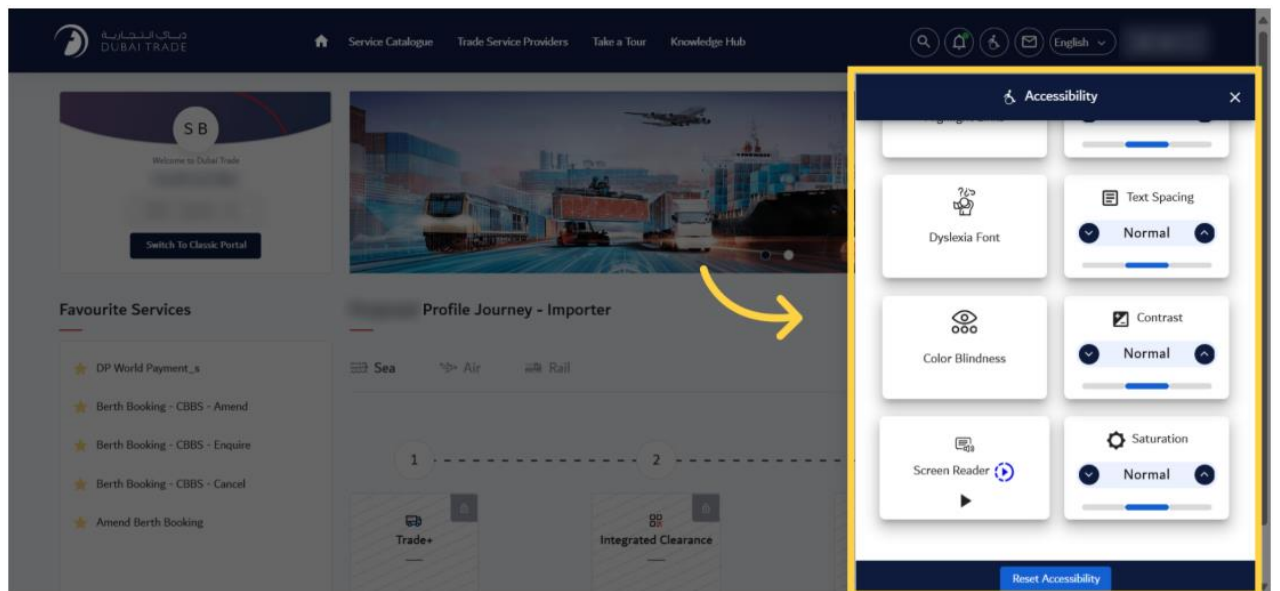 دبي التجارية
DUBAI TRADE
Service Catalogue
Trade Service Providers
Take a Tour
Knowledge Hub
English
S B
Welcome to Dubai Trade
Switch To Classic Portal
Favourite Services
DP World Payment_s
Berth Booking - CBBS - Amend
Berth Booking - CBBS - Enquire
Berth Booking - CBBS - Cancel
Amend Berth Booking
Profile Journey - Importer
Sea
Air
Rail
1
2
Trade+
Integrated Clearance
Accessibility
Dyslexia Font
Text Spacing
Normal
Color Blindness
Contrast
Normal
Screen Reader
Saturation
Normal
Reset Accessibility